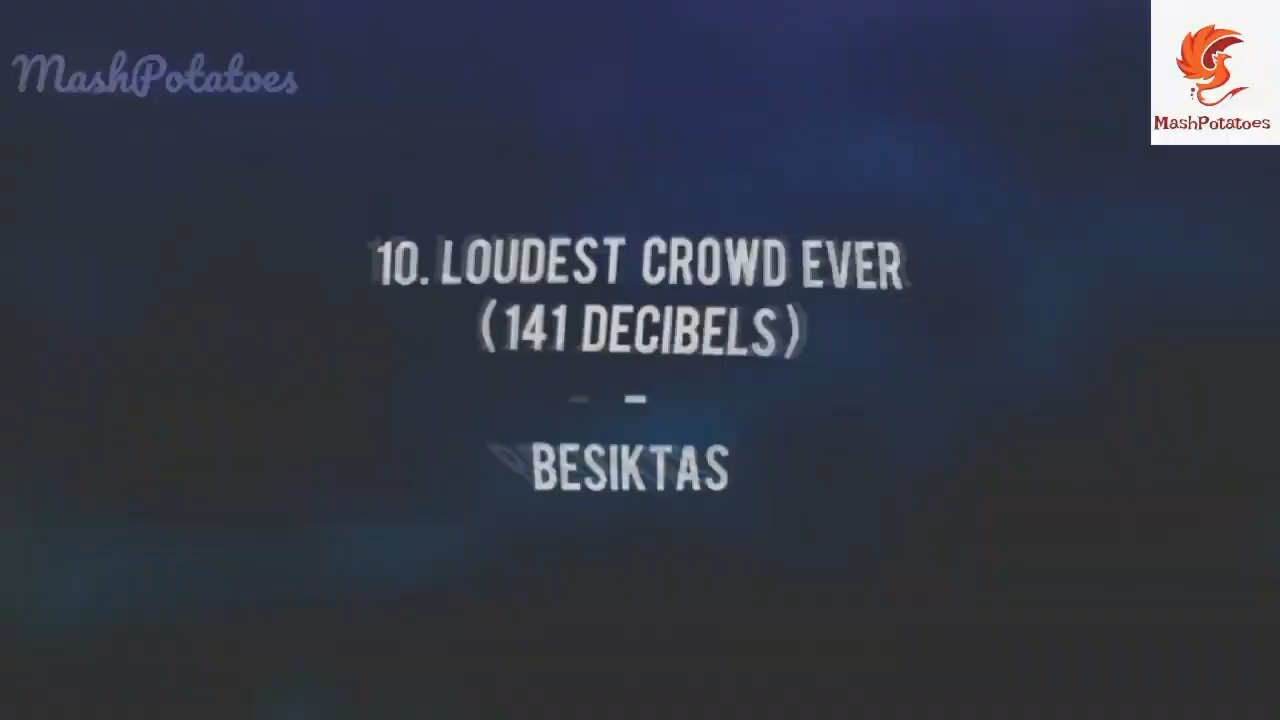 MashPotatoes
MashPotatoes
10. LOUDEST CROWD EVER
(141 DECIBELS)
-
BESIKTAS